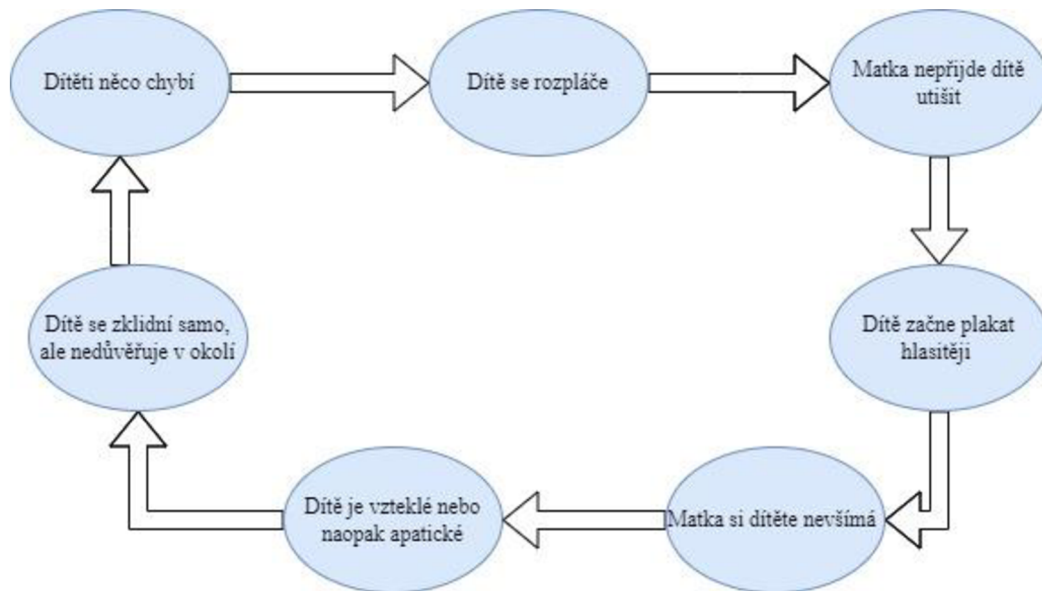 Dítěti něco chybí
Dítě se rozpláče
Matka nepřijde dítě
utišit
Dítě začne plakat
hlasitěji
Matka si dítěte nevšímá
Dítě je vzteklé nebo
naopak apatické
Dítě se zklidní samo,
ale nedůvěřuje v okolí